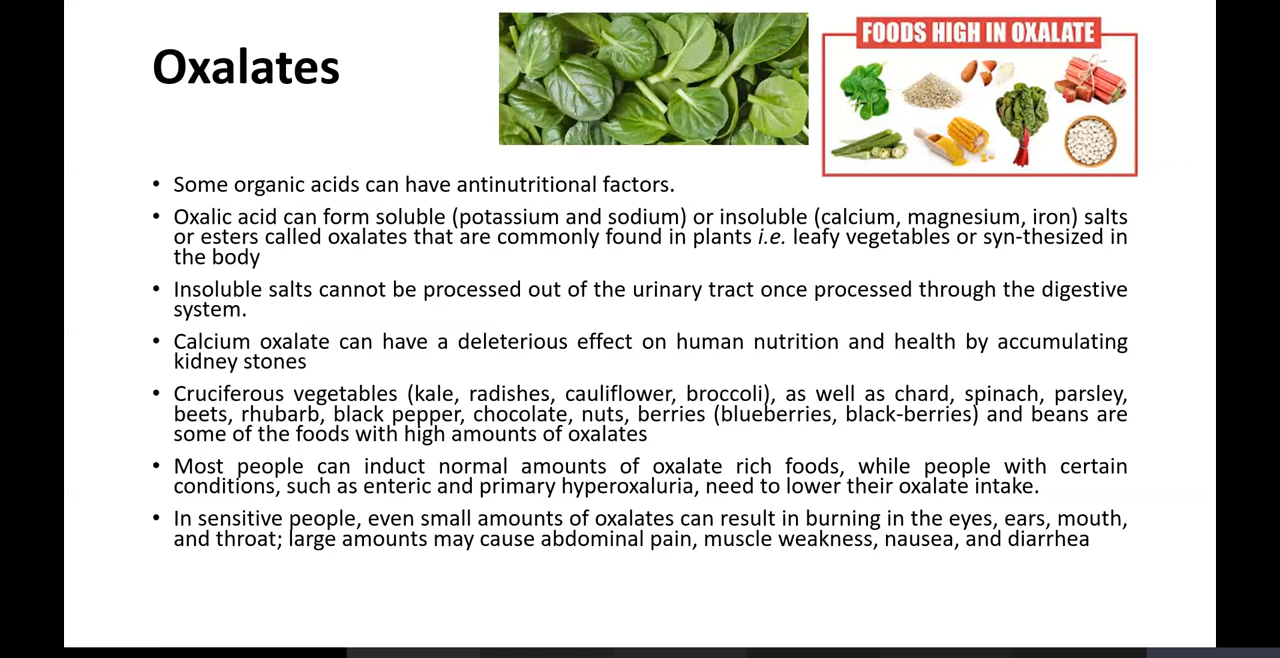 Oxalates
FOODS HIGH IN OXALATE
• Some organic acids can have antinutritional factors.
• Oxalic acid can form soluble (potassium and sodium) or insoluble (calcium, magnesium, iron) salts
or esters called oxalates that are commonly found in plants i.e. leafy vegetables or syn-thesized in
the body
• Insoluble salts cannot be processed out of the urinary tract once processed through the digestive
system.
• Calcium oxalate can have a deleterious effect on human nutrition and health by accumulating
kidney stones
• Cruciferous vegetables (kale, radishes, cauliflower, broccoli), as well as chard, spinach, parsley,
beets, rhubarb, black pepper, chocolate, nuts, berries (blueberries, black-berries) and beans are
some of the foods with high amounts of oxalates
• Most people can induct normal amounts of oxalate rich foods, while people with certain
conditions, such as enteric and primary hyperoxaluria, need to lower their oxalate intake.
• In sensitive people, even small amounts of oxalates can result in burning in the eyes, ears, mouth,
and throat; large amounts may cause abdominal pain, muscle weakness, nausea, and diarrhea